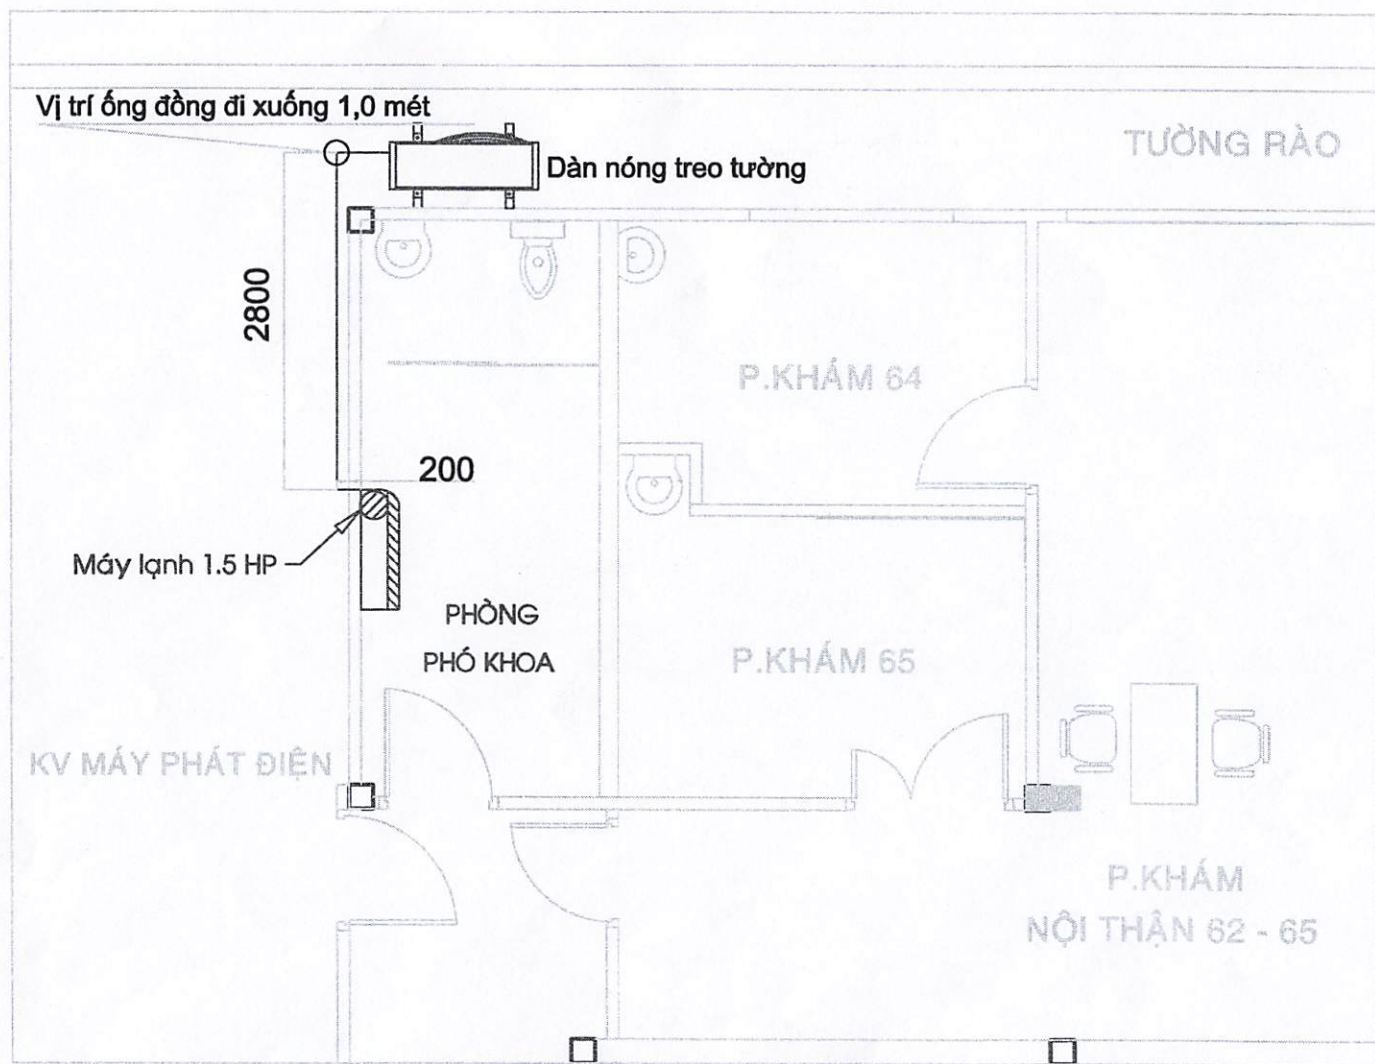 Vị trí ống đồng đi xuống 1,0 mét
TƯỜNG RÀO
Dàn nóng treo tường
2800
P.KHÁM 64
200
Máy lạnh 1.5 HP
PHÒNG
PHÓ KHOA
P.KHÁM 65
KV MÁY PHÁT ĐIỆN
P.KHÁM
NỘI THẬN 62 - 65